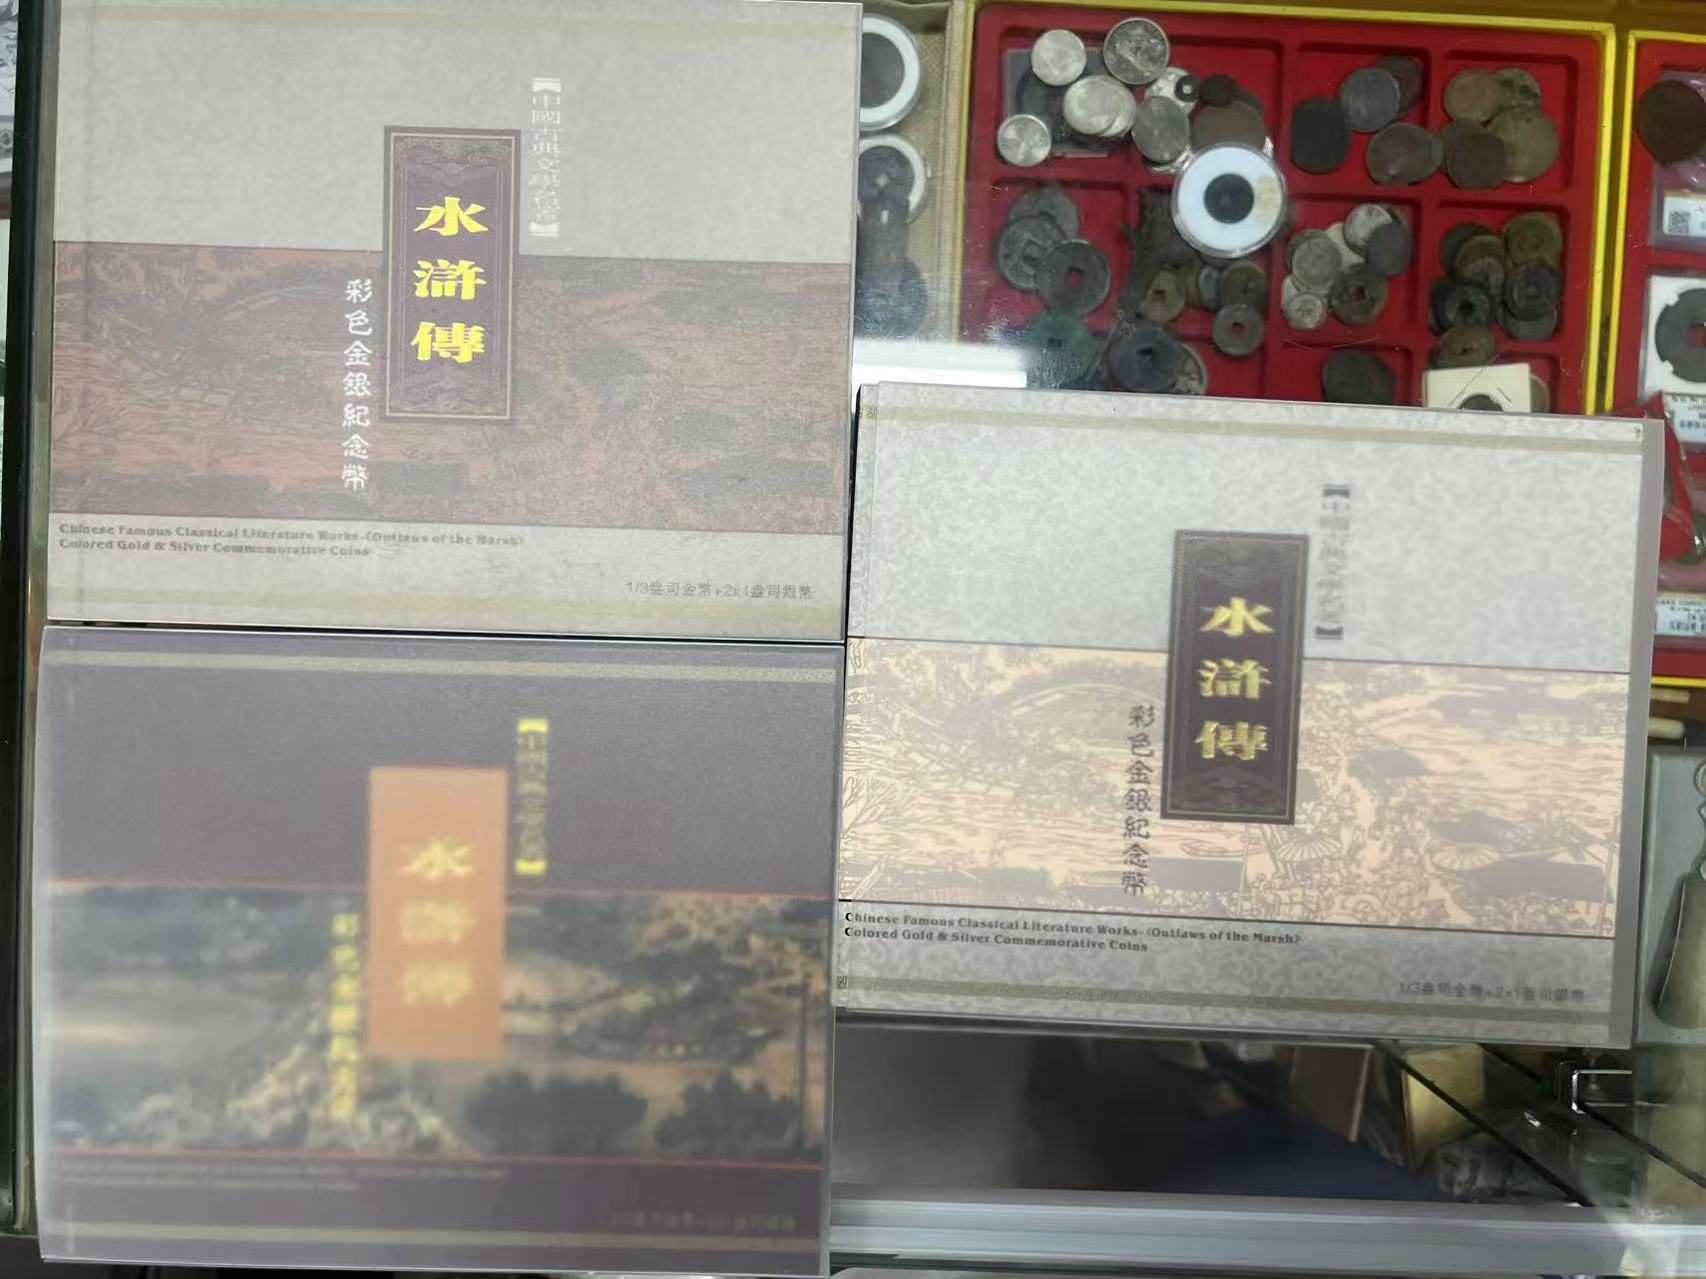 【中國古典文學名著】
水滸傳
彩色金銀紀念幣
Chinese Famous Classical Literature Works-《Outlaws of the Marsh》
Colored Gold & Silver Commemorative Coins
1/3盎司金幣+2x1盎司銀幣
【中國古典文學名著】
水滸傳
彩色金銀紀念幣
Chinese Famous Classical Literature Works-《Outlaws of the Marsh》
Colored Gold & Silver Commemorative Coins
1/3盎司金幣+2x1盎司銀幣
水滸傳